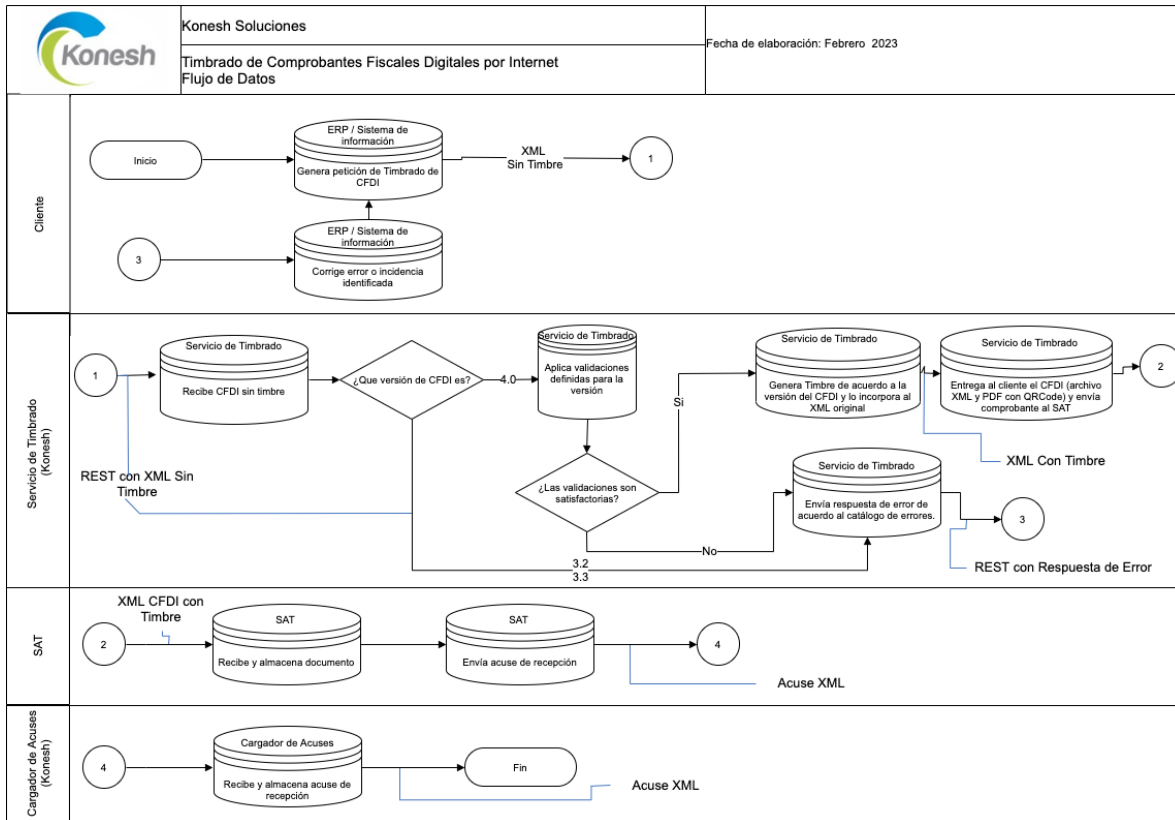 Konesh
Konesh Soluciones
Timbrado de Comprobantes Fiscales Digitales por Internet
Flujo de Datos
Fecha de elaboración: Febrero 2023
Cliente
Inicio
ERP / Sistema de
información
Genera petición de Timbrado de
CFDI
XML
Sin Timbre
1
3
ERP / Sistema de
información
Corrige error o incidencia
identificada
Servicio de Timbrado
(Konesh)
1
REST con XML Sin
Timbre
Servicio de Timbrado
Recibe CFDI sin timbre
¿Que versión de CFDI es?
4.0
Servicio de Timbrado
Aplica validaciones
definidas para la
versión
¿Las validaciones son
satisfactorias?
Si
No
3.2
3.3
Servicio de Timbrado
Genera Timbre de acuerdo a la
versión del CFDI y lo incorpora al
XML original
Servicio de Timbrado
Entrega al cliente el CFDI (archivo
XML y PDF con QRCode) y envía
comprobante al SAT
2
XML Con Timbre
Servicio de Timbrado
Envía respuesta de error de
acuerdo al catálogo de errores.
3
REST con Respuesta de Error
SAT
2
XML CFDI con
Timbre
SAT
Recibe y almacena documento
SAT
Envía acuse de recepción
4
Acuse XML
Cargador de Acuses
(Konesh)
4
Cargador de Acuses
Recibe y almacena acuse de
recepción
Fin
Acuse XML